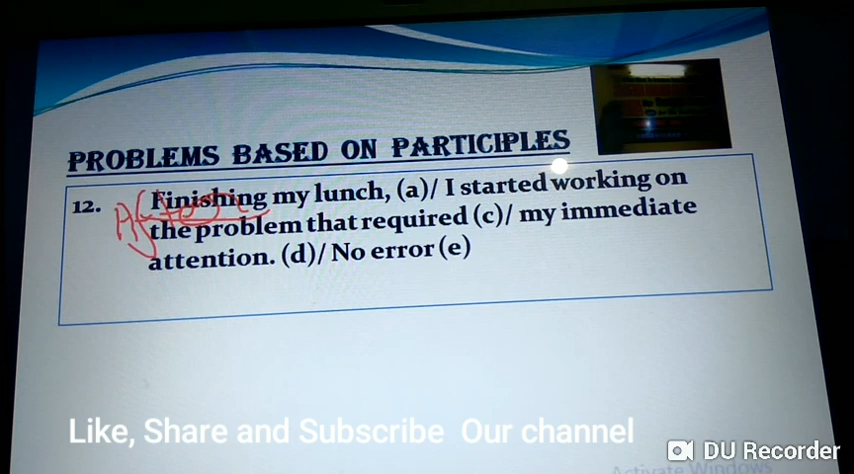 PROBLEMS BASED ON PARTICIPLES
12. Finishing my lunch, (a)/ I started working on
the problem that required (c)/ my immediate
attention. (d)/ No error (e)
After
Like, Share and Subscribe Our channel
DU Recorder
Activate Windows